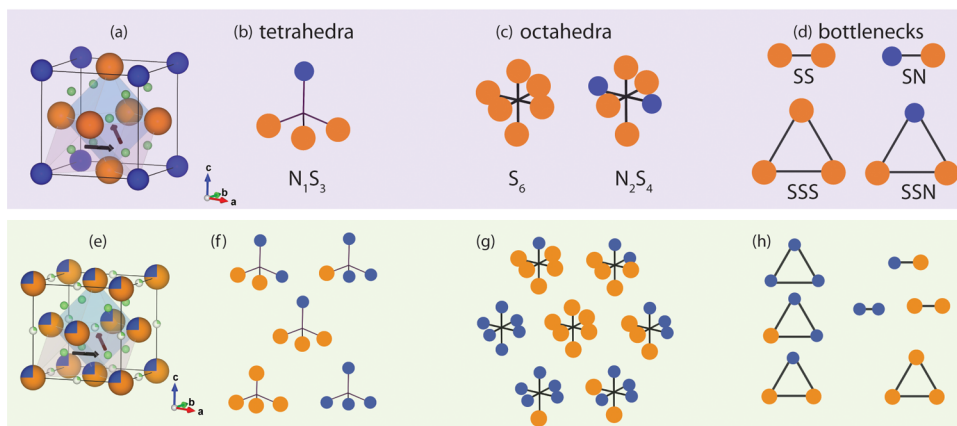 (a)
(b) tetrahedra
(c) octahedra
(d) bottlenecks
SS
SN
N₁S₃
S₆
N₂S₄
SSS
SSN
c
b
a
(e)
(f)
(g)
(h)
c
b
a